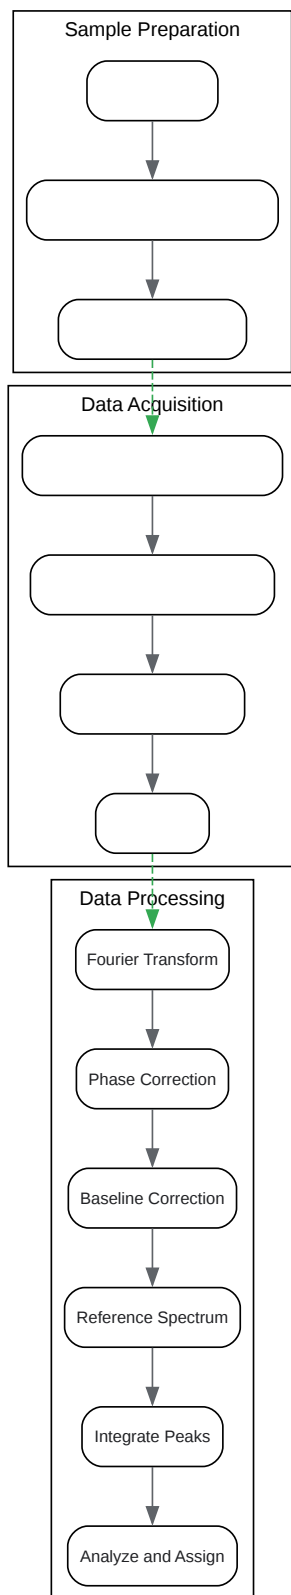 Sample Preparation
Data Acquisition
Data Processing
Fourier Transform
Phase Correction
Baseline Correction
Reference Spectrum
Integrate Peaks
Analyze and Assign